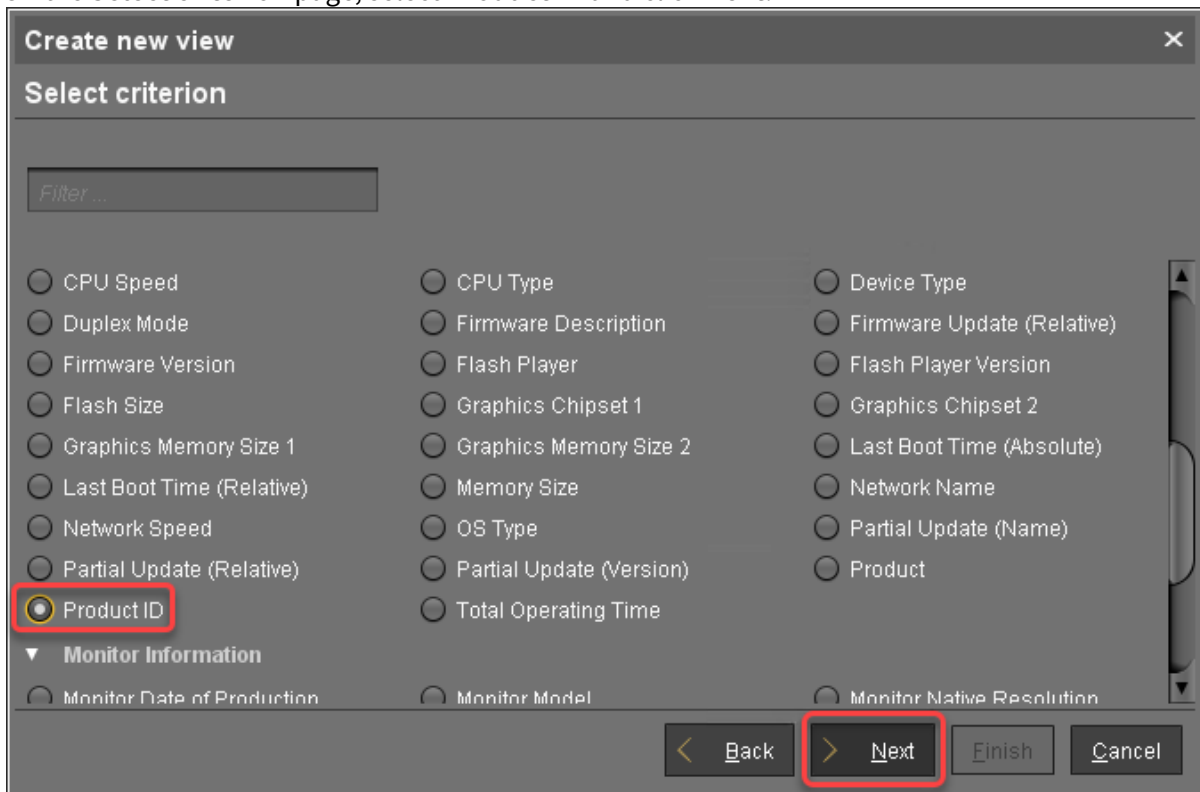 Create new view
Select criterion
Filter ...
CPU Speed CPU Type Device Type
Duplex Mode Firmware Description Firmware Update (Relative)
Firmware Version Flash Player Flash Player Version
Flash Size Graphics Chipset 1 Graphics Chipset 2
Graphics Memory Size 1 Graphics Memory Size 2 Last Boot Time (Absolute)
Last Boot Time (Relative) Memory Size Network Name
Network Speed OS Type Partial Update (Name)
Partial Update (Relative) Partial Update (Version) Product
Product ID Total Operating Time
Monitor Information
Monitor Date of Production Monitor Model Monitor Native Resolution
Back Next Finish Cancel